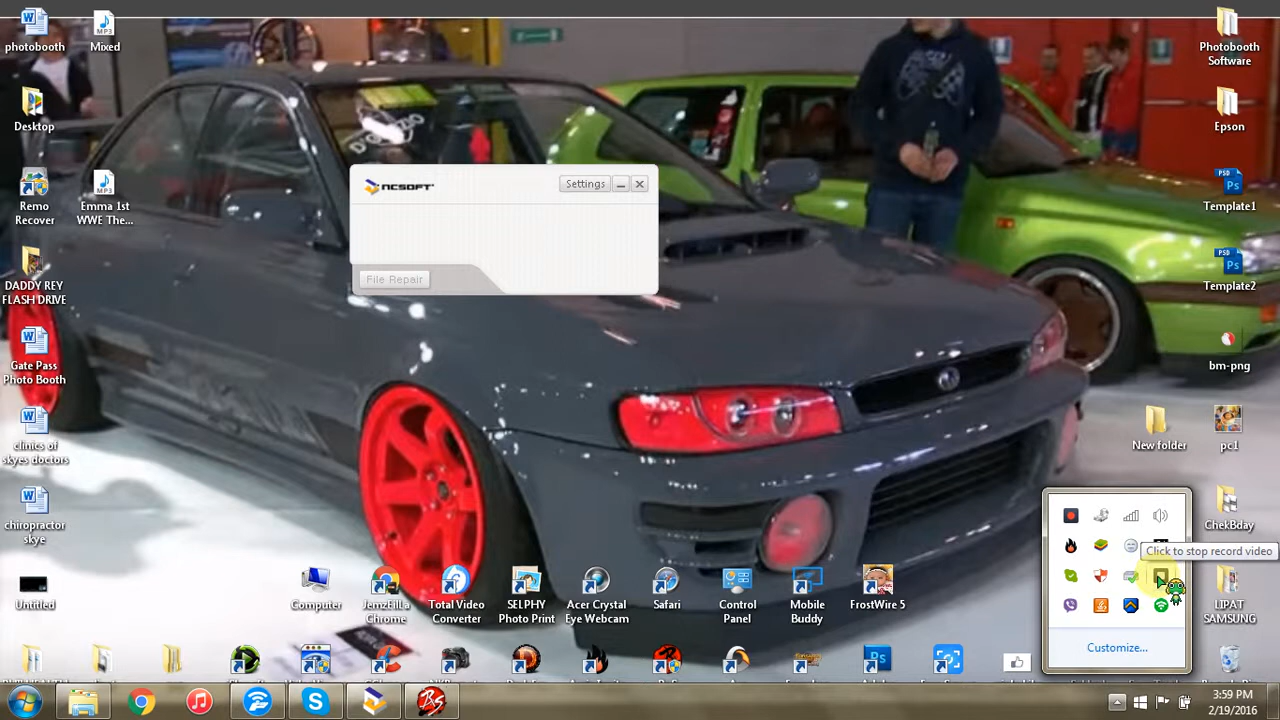 photobooth
Mixed
Photobooth
Software
Desktop
Epson
NCSOFT
Settings
Remo
Recover
Emma 1st
WWE The...
Template1
File Repair
DADDY REY
FLASH DRIVE
Template2
Gate Pass
Photo Booth
bm-png
clinics of
skyes doctors
New folder
pc1
chiropractor
skye
ChekBday
Click to stop record video
Untitled
Computer
JemzEllLa
Chrome
Total Video
Converter
SELPHY
Photo Print
Acer Crystal
Eye Webcam
Safari
Control
Panel
Mobile
Buddy
FrostWire 5
LIPAT
SAMSUNG
Customize...
3:59 PM
2/19/2016